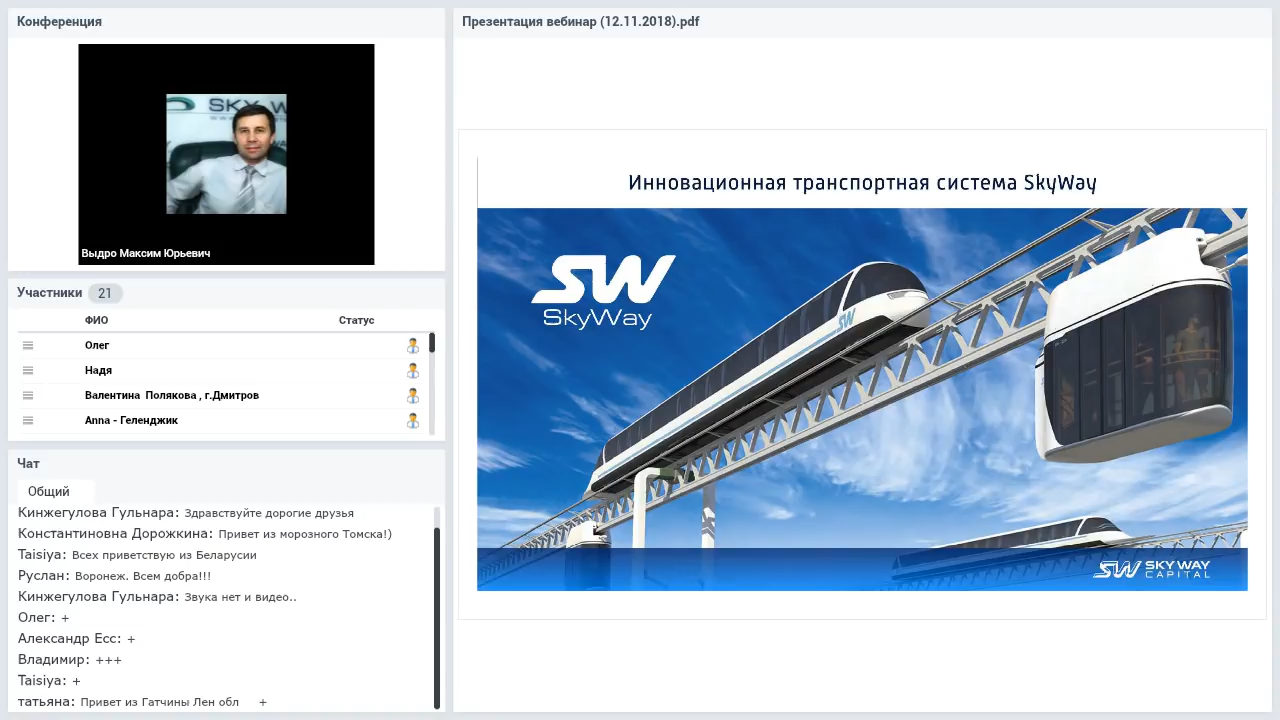 Конференция
SKY W
Выдро Максим Юрьевич
Участники 21
ФИО Статус
Олег
Надя
Валентина Полякова , г.Дмитров
Anna - Геленджик
Чат
Общий
Кинжегулова Гульнара: Здравствуйте дорогие друзья
Константиновна Дорожкина: Привет из морозного Томска!)
Taisiya: Всех приветствую из Беларусии
Руслан: Воронеж. Всем добра!!!
Кинжегулова Гульнара: Звука нет и видео..
Олег: +
Александр Есс: +
Владимир: +++
Taisiya: +
татьяна: Привет из Гатчины Лен обл +
Презентация вебинар (12.11.2018).pdf
Инновационная транспортная система SkyWay
SW
SkyWay
SW
SW SKY WAY
CAPITAL